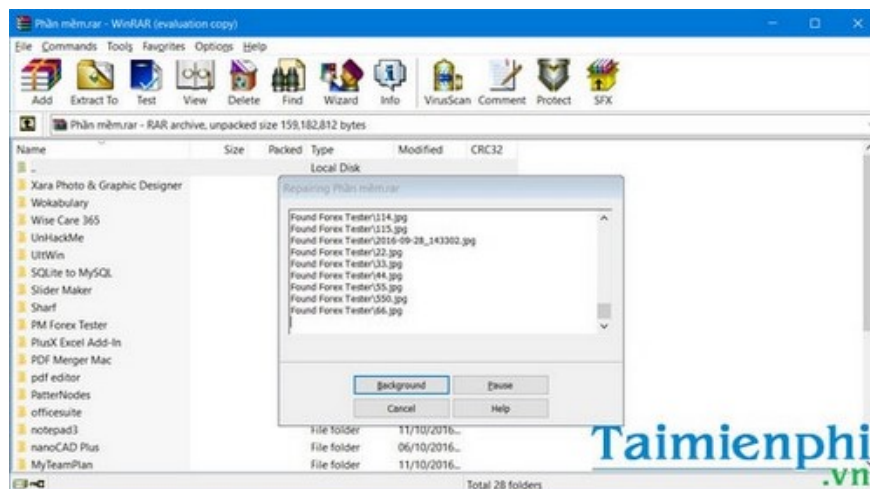 Phần mềm.rar - WinRAR (evaluation copy)
File Commands Tools Favorites Options Help
Add Extract To Test View Delete Find Wizard Info VirusScan Comment Protect SFX
Phần mềm.rar - RAR archive, unpacked size 159,182,812 bytes
Name Size Packed Type Modified CRC32
.. Local Disk
Xara Photo & Graphic Designer
Wokabulary
Wise Care 365
UnHackMe
UltWin
SQLite to MySQL
Slider Maker
Sharf
PM Forex Tester
PlusX Excel Add-In
PDF Merger Mac
pdf editor
PatterNodes
officesuite
notepad3 File folder 11/10/2016...
nanoCAD Plus File folder 06/10/2016...
MyTeamPlan File folder 11/10/2016...
Total 28 folders
Repairing Phần mềm.rar
Found Forex Tester\114.jpg
Found Forex Tester\115.jpg
Found Forex Tester\2016-09-28_143302.jpg
Found Forex Tester\22.jpg
Found Forex Tester\33.jpg
Found Forex Tester\44.jpg
Found Forex Tester\55.jpg
Found Forex Tester\550.jpg
Found Forex Tester\66.jpg
Background Pause
Cancel Help
Taimienphi
.vn